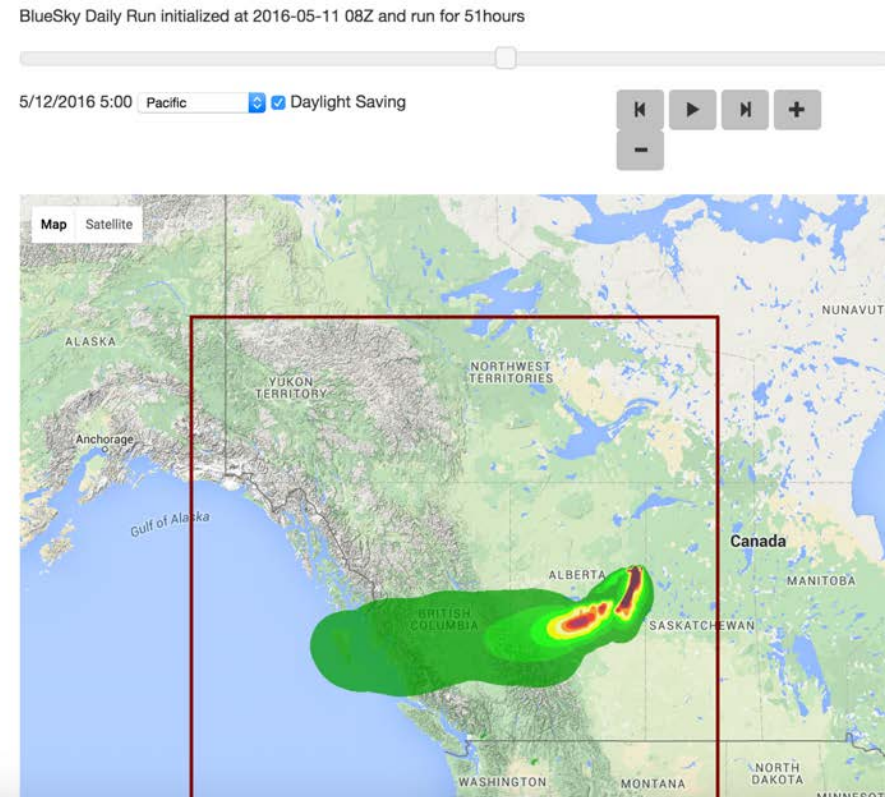 BlueSky Daily Run initialized at 2016-05-11 08Z and run for 51hours
5/12/2016 5:00 Pacific Daylight Saving
Map Satellite
NUNAVUT
ALASKA
NORTHWEST
TERRITORIES
YUKON
TERRITORY
Anchorage
Gulf of Alaska
Canada
ALBERTA
MANITOBA
BRITISH
COLUMBIA
SASKATCHEWAN
WASHINGTON
MONTANA
NORTH
DAKOTA